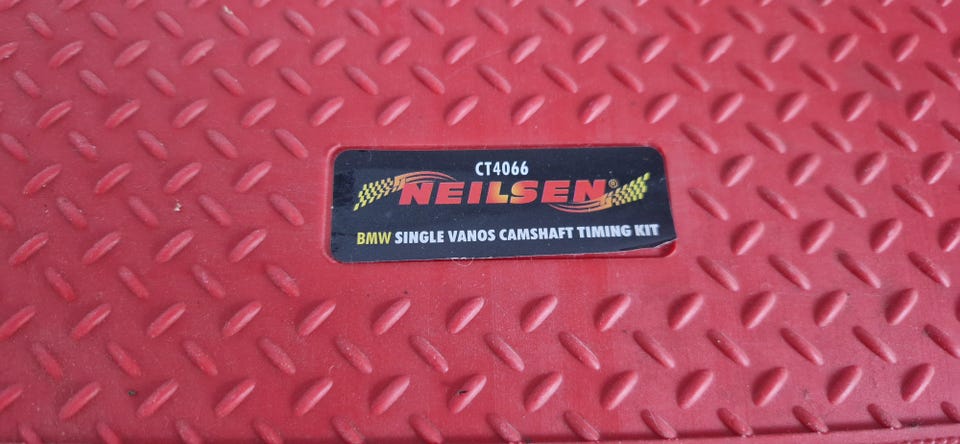 CT4066
NEILSEN®
BMW SINGLE VANOS CAMSHAFT TIMING KIT